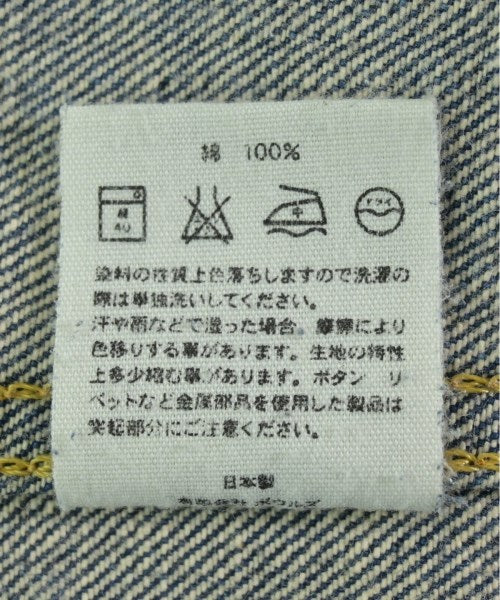 綿 100%
弱
40
中
ドライ
染料の性質上色落ちしますので洗濯の
際は単独洗いしてください。
汗や雨などで湿った場合、摩擦により
色移りする事があります。生地の特性
上多少縮む事があります。ボタン リ
ベットなど金属部品を使用した製品は
突起部分にご注意ください。
日本製